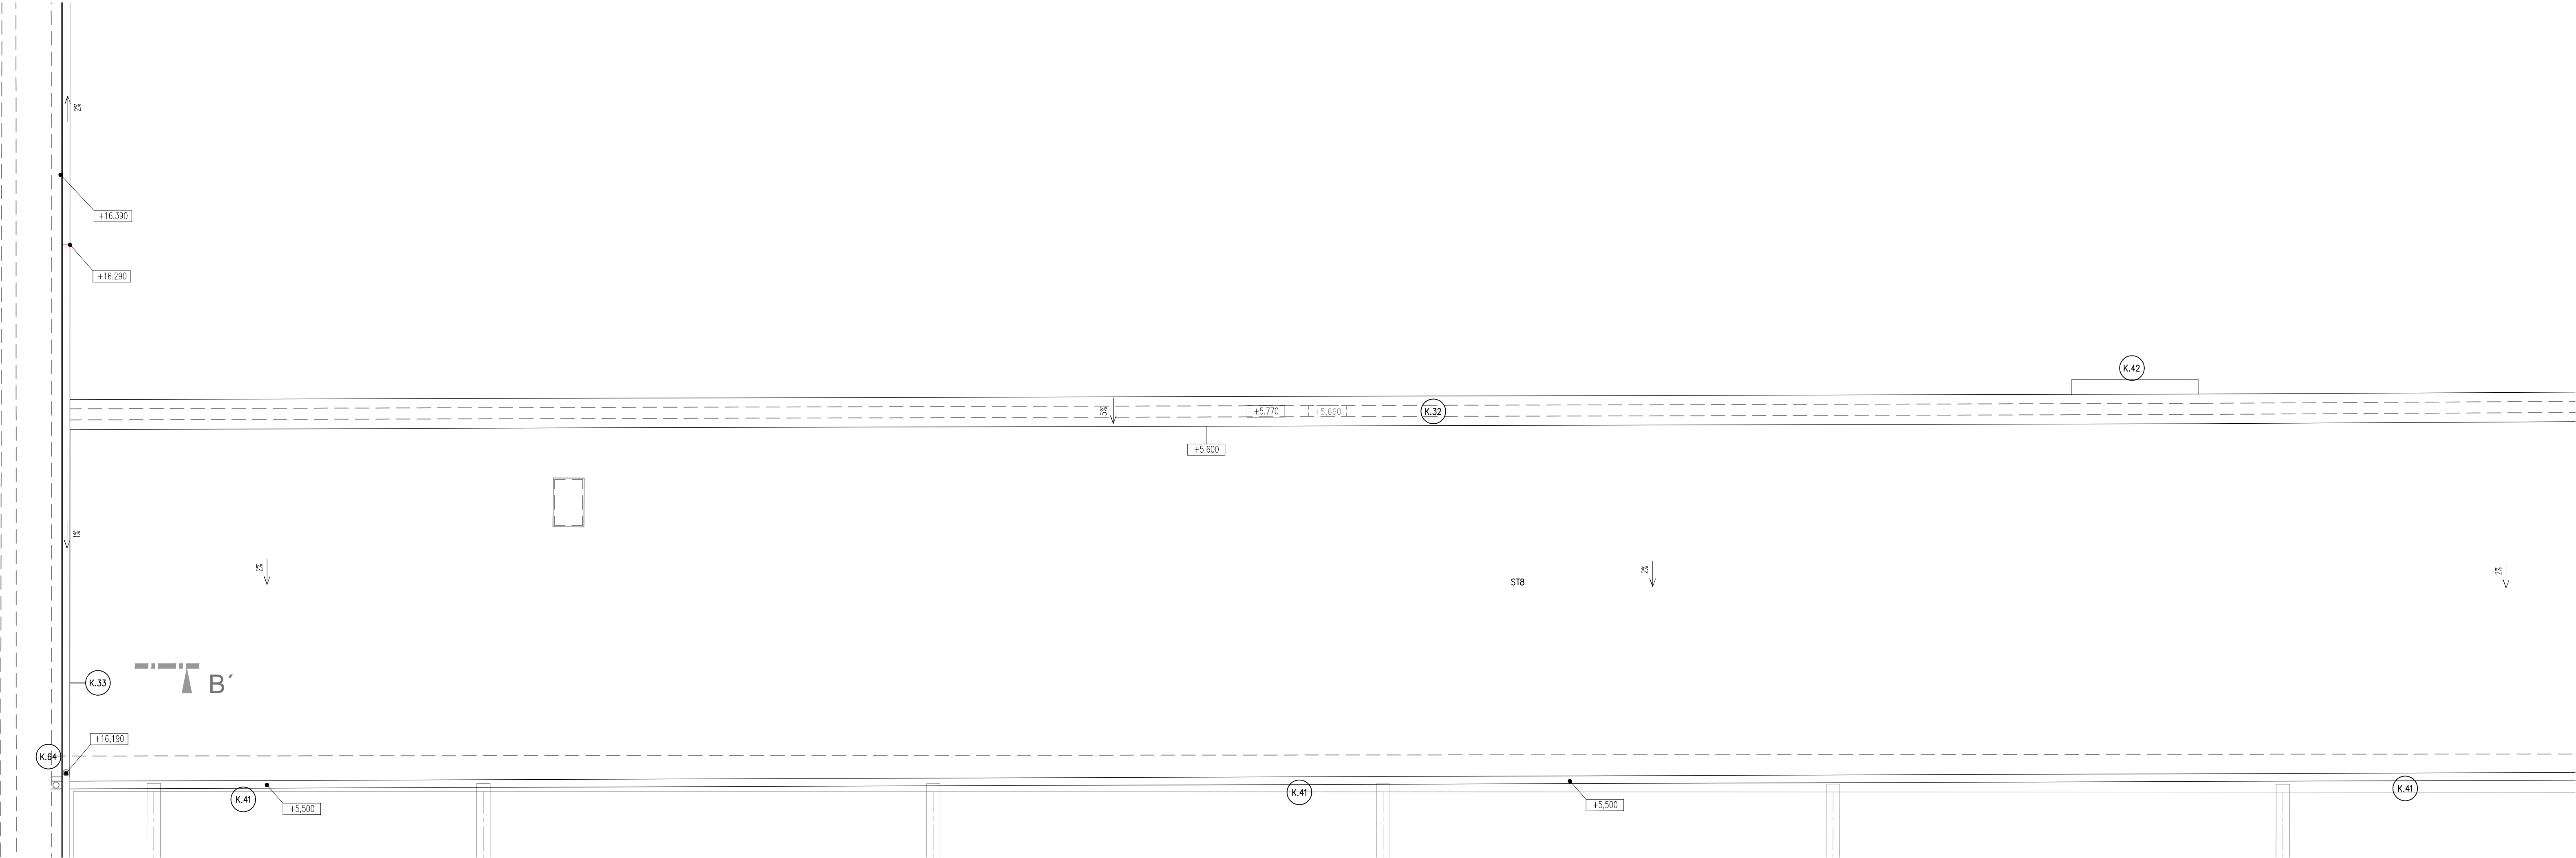 2%
+16,390
+16.290
K.42
5%
+5.770
+5,660
K.32
+5.600
1%
2%
ST8
2%
2%
K.33
B´
+16,190
K.64
K.41
+5,500
K.41
+5,500
K.41